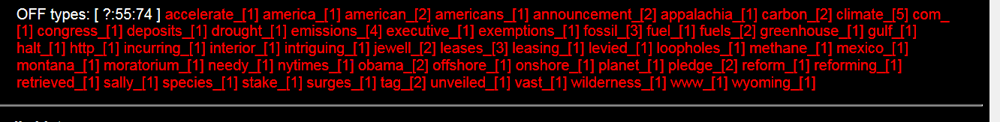 OFF types: [ ?:55:74 ] accelerate_[1] america_[1] american_[2] americans_[1] announcement_[2] appalachia_[1] carbon_[2] climate_[5] com_
[1] congress_[1] deposits_[1] drought_[1] emissions_[4] executive_[1] exemptions_[1] fossil_[3] fuel_[1] fuels_[2] greenhouse_[1] gulf_[1]
halt_[1] http_[1] incurring_[1] interior_[1] intriguing_[1] jewell_[2] leases_[3] leasing_[1] levied_[1] loopholes_[1] methane_[1] mexico_[1]
montana_[1] moratorium_[1] needy_[1] nytimes_[1] obama_[2] offshore_[1] onshore_[1] planet_[1] pledge_[2] reform_[1] reforming_[1]
retrieved_[1] sally_[1] species_[1] stake_[1] surges_[1] tag_[2] unveiled_[1] vast_[1] wilderness_[1] www_[1] wyoming_[1]